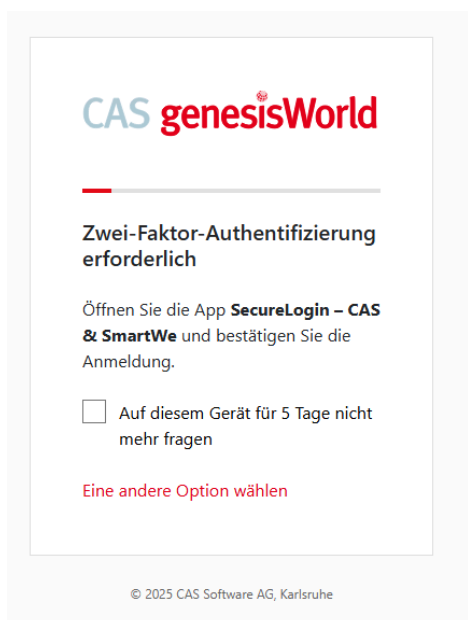 CAS genesisWorld
Zwei-Faktor-Authentifizierung
erforderlich
Öffnen Sie die App SecureLogin – CAS
& SmartWe und bestätigen Sie die
Anmeldung.
Auf diesem Gerät für 5 Tage nicht
mehr fragen
Eine andere Option wählen
© 2025 CAS Software AG, Karlsruhe